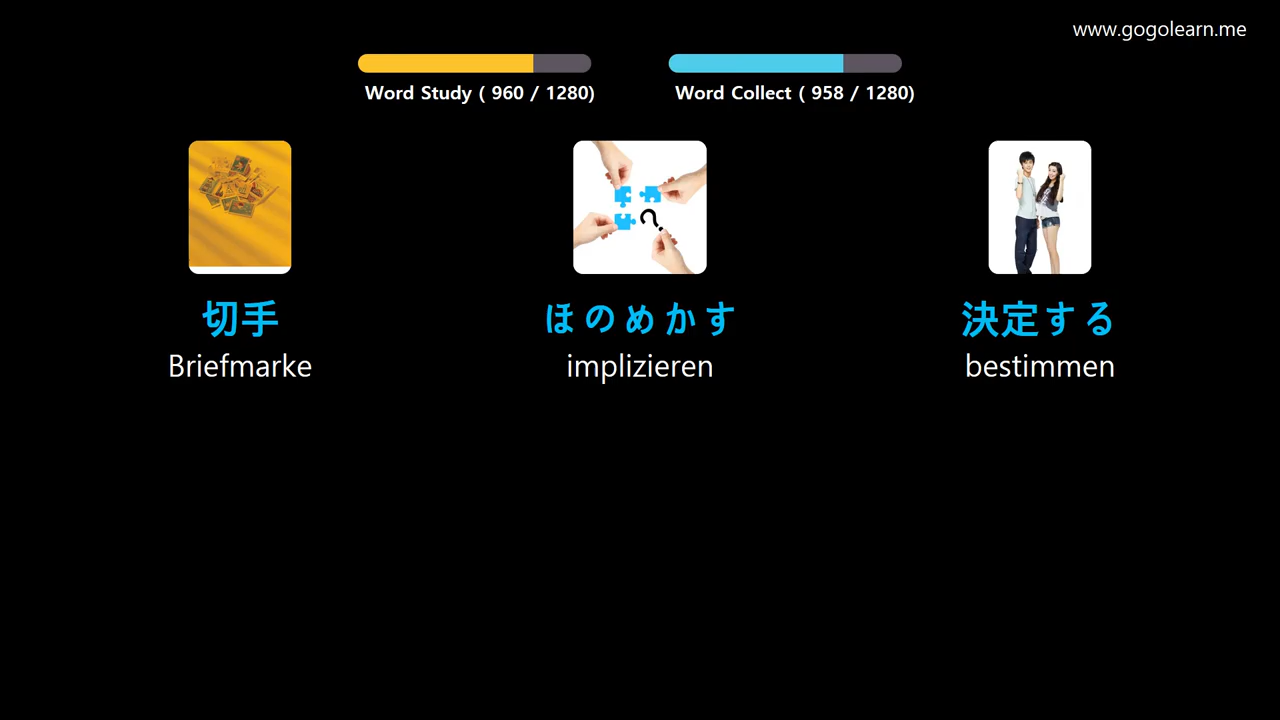 www.gogolearn.me
Word Study ( 960 / 1280)
Word Collect ( 958 / 1280)
切手
ほのめかす
決定する
Briefmarke
implizieren
bestimmen